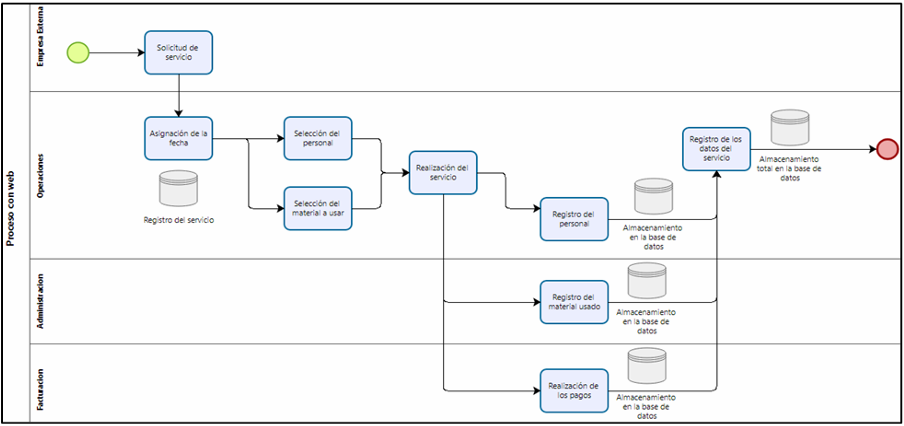 Proceso con web
Empresa Externa
Solicitud de
servicio
Operaciones
Asignación de la
fecha
Registro del servicio
Selección del
personal
Selección del
material a usar
Realización del
servicio
Registro del
personal
Almacenamiento
en la base de
datos
Registro de los
datos del
servicio
Almacenamiento
total en la base de
datos
Administracion
Registro del
material usado
Almacenamiento
en la base de
datos
Facturacion
Realización de
los pagos
Almacenamiento
en la base de
datos